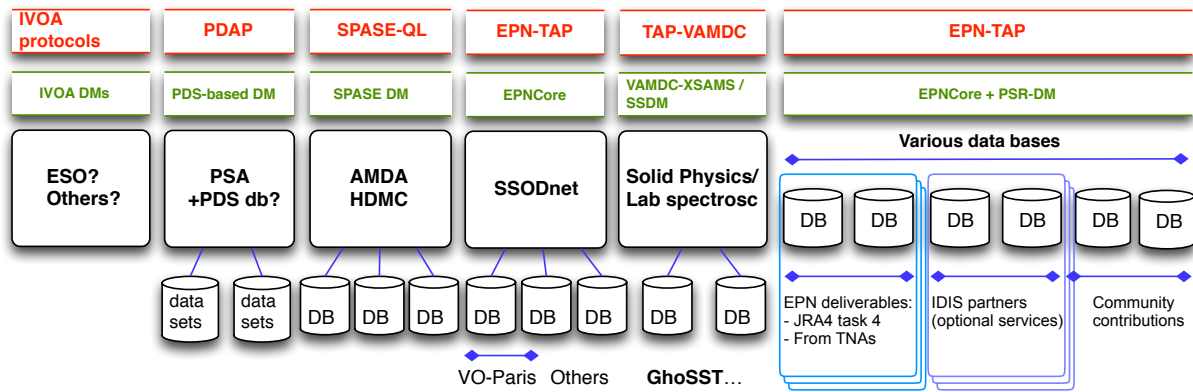 IVOA
protocols
PDAP
SPASE-QL
EPN-TAP
TAP-VAMDC
EPN-TAP
IVOA DMs
PDS-based DM
SPASE DM
EPNCore
VAMDC-XSAMS /
SSDM
EPNCore + PSR-DM
ESO?
Others?
PSA
+PDS db?
AMDA
HDMC
SSODnet
Solid Physics/
Lab spectrosc
Various data bases
DB
DB
DB
DB
DB
DB
data
sets
data
sets
DB
DB
DB
DB
DB
DB
DB
DB
EPN deliverables:
- JRA4 task 4
- From TNAs
IDIS partners
(optional services)
Community
contributions
VO-Paris
Others
GhoSST...